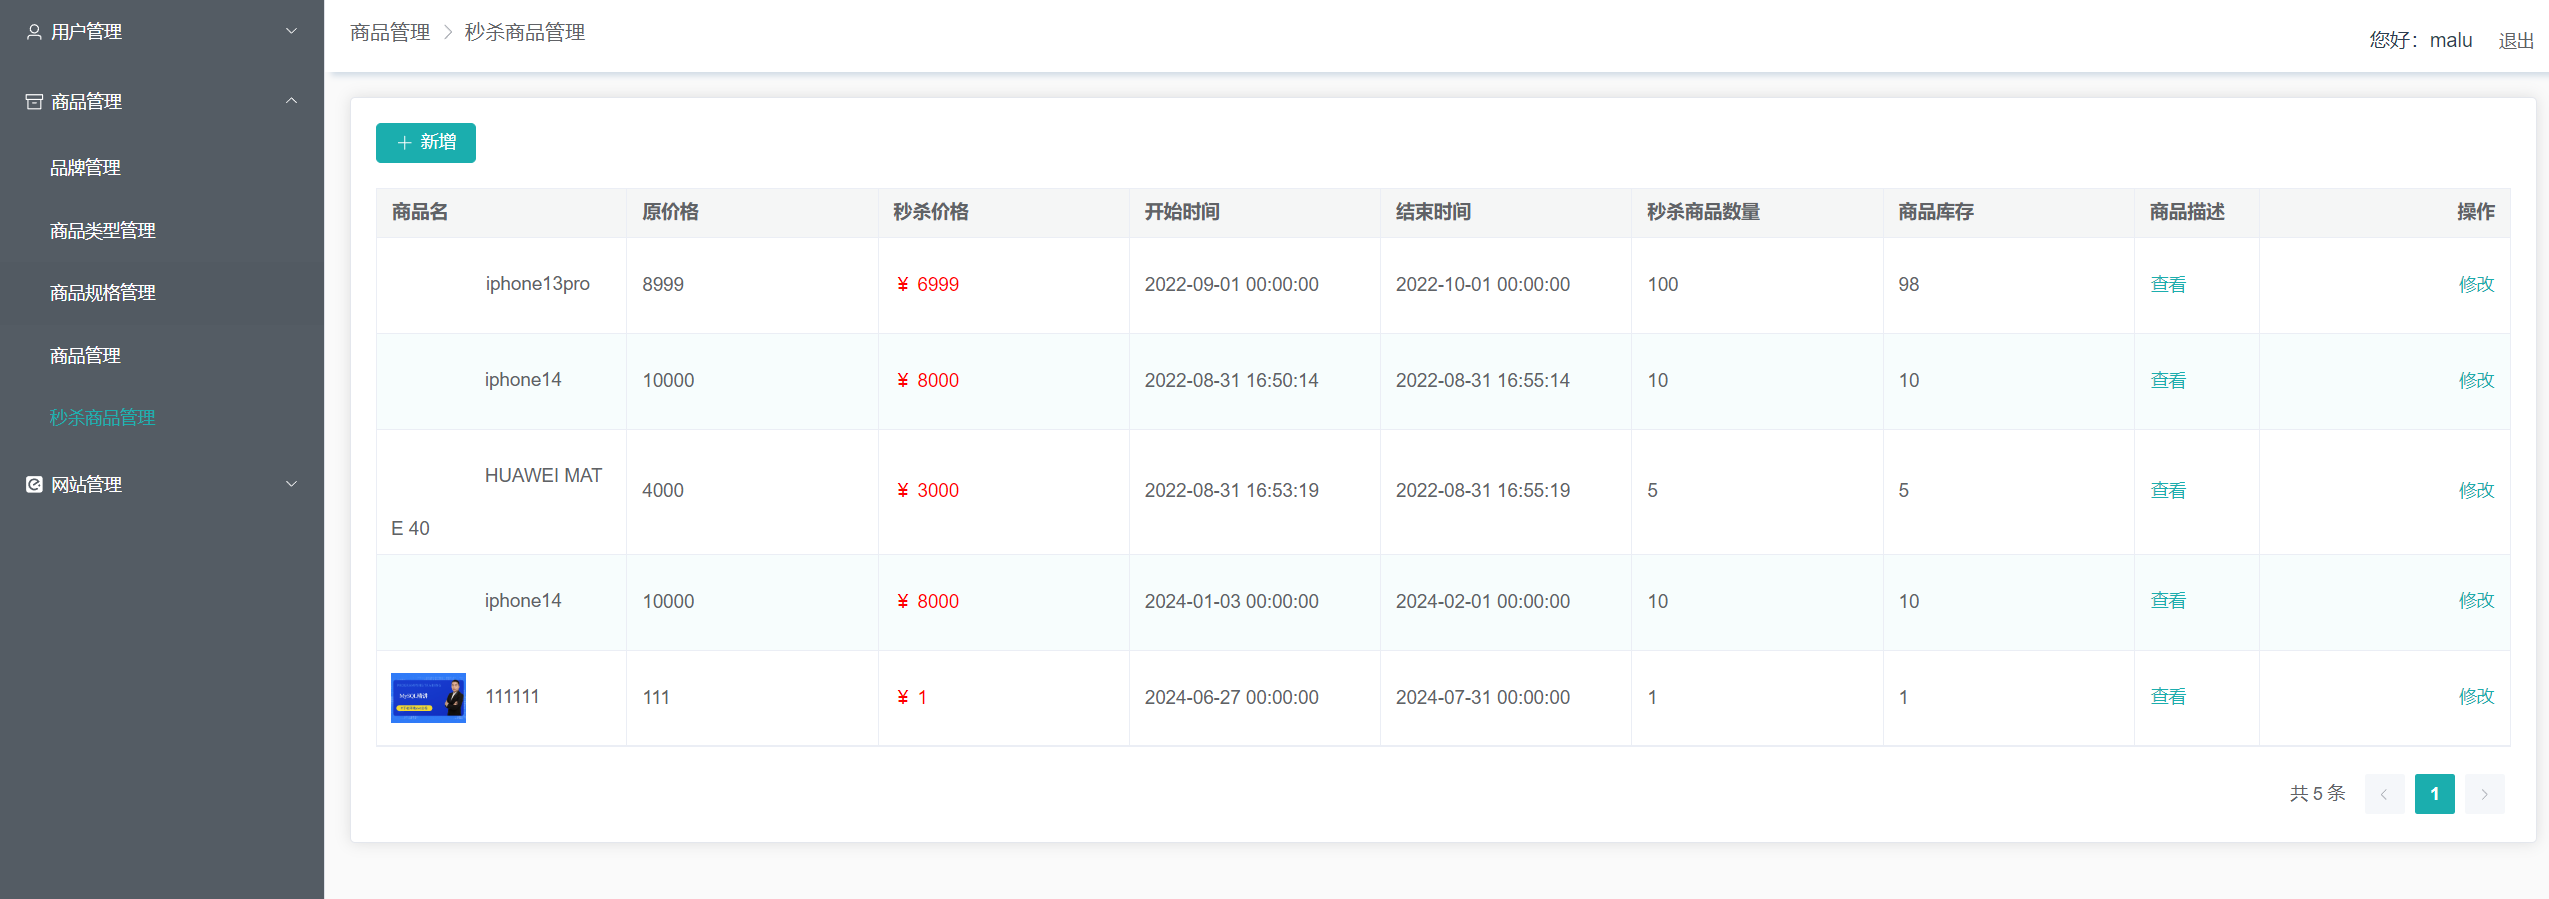 用户管理
商品管理
品牌管理
商品类型管理
商品规格管理
商品管理
秒杀商品管理
网站管理
商品管理 > 秒杀商品管理
您好：malu 退出
+ 新增
商品名 原价格 秒杀价格 开始时间 结束时间 秒杀商品数量 商品库存 商品描述 操作
iphone13pro 8999 ¥ 6999 2022-09-01 00:00:00 2022-10-01 00:00:00 100 98 查看 修改
iphone14 10000 ¥ 8000 2022-08-31 16:50:14 2022-08-31 16:55:14 10 10 查看 修改
HUAWEI MAT
E 40 4000 ¥ 3000 2022-08-31 16:53:19 2022-08-31 16:55:19 5 5 查看 修改
iphone14 10000 ¥ 8000 2024-01-03 00:00:00 2024-02-01 00:00:00 10 10 查看 修改
MySQL精讲
111111 111 ¥ 1 2024-06-27 00:00:00 2024-07-31 00:00:00 1 1 查看 修改
共 5 条 < 1 >